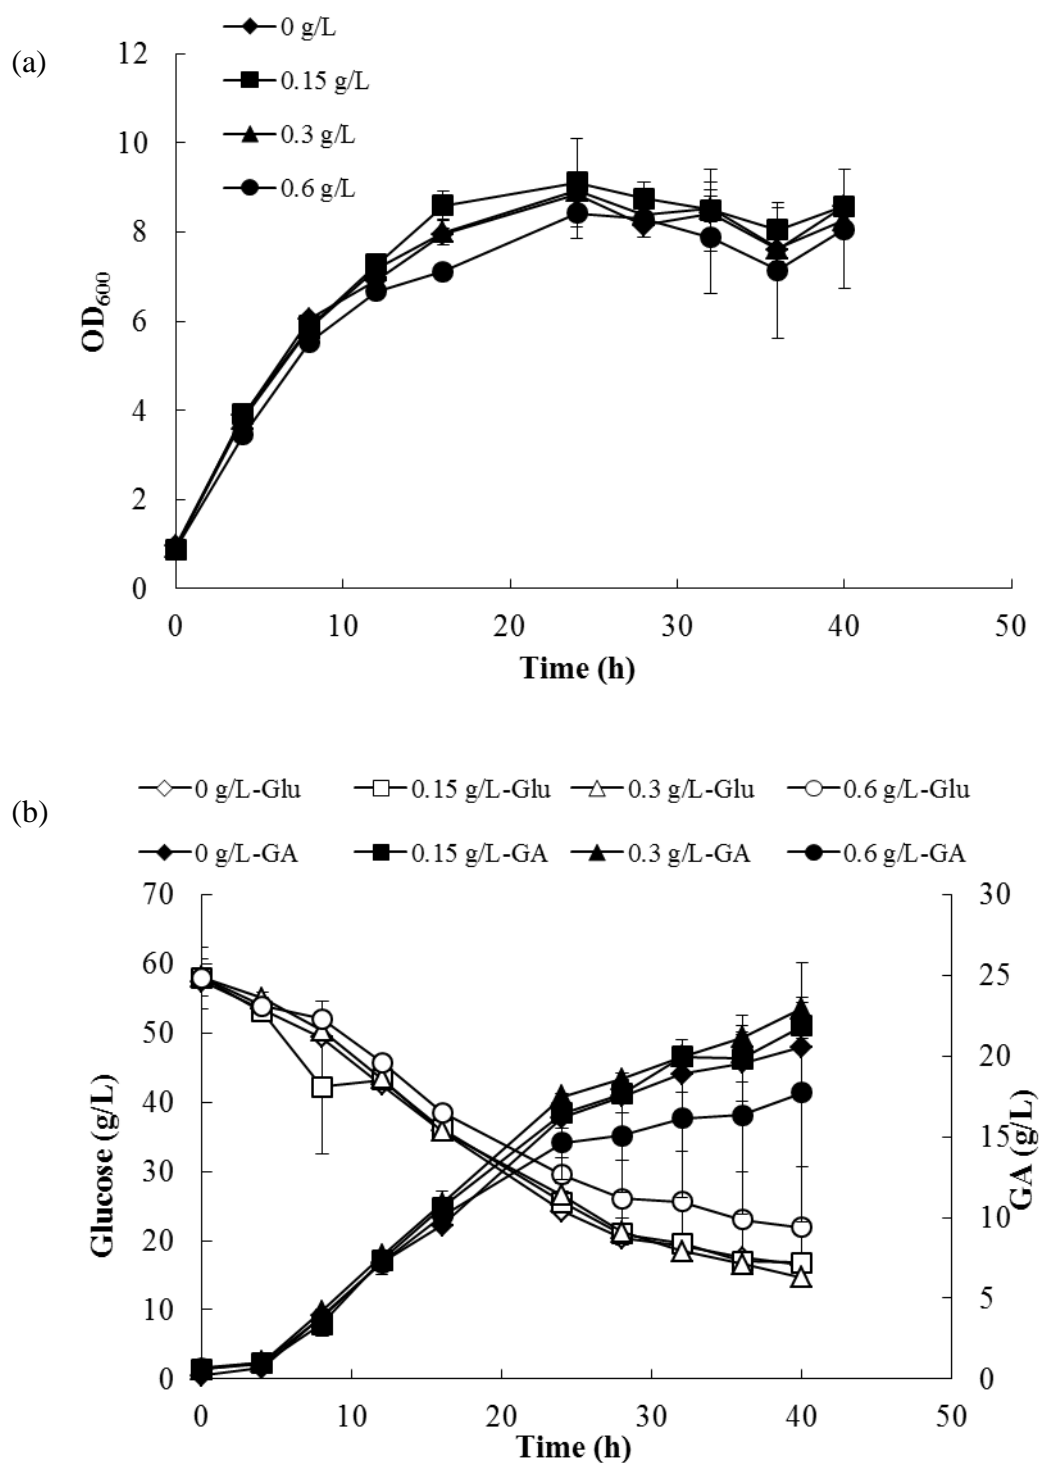 (a)
0 g/L
0.15 g/L
0.3 g/L
0.6 g/L
12
10
8
6
4
2
0
OD600
0 10 20 30 40 50
Time (h)
(b)
0 g/L-Glu 0.15 g/L-Glu 0.3 g/L-Glu 0.6 g/L-Glu
0 g/L-GA 0.15 g/L-GA 0.3 g/L-GA 0.6 g/L-GA
70
60
50
40
30
20
10
0
Glucose (g/L)
30
25
20
15
10
5
0
GA (g/L)
0 10 20 30 40 50
Time (h)